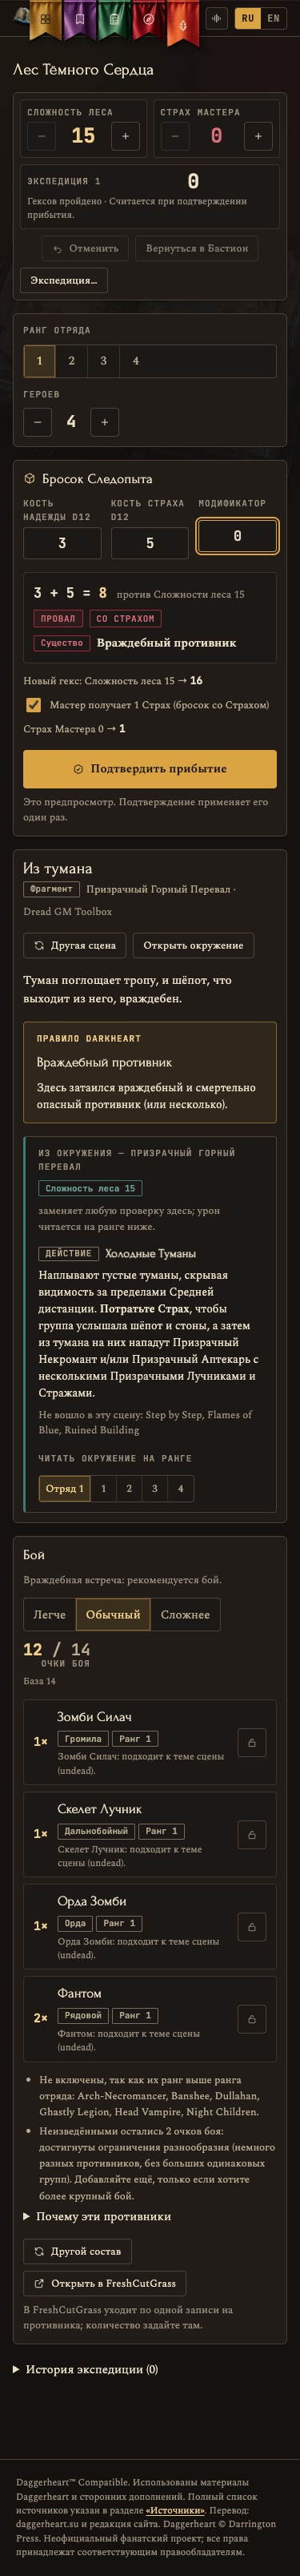 RU EN
Лес Тёмного Сердца
СЛОЖНОСТЬ ЛЕСА
СТРАХ МАСТЕРА
− 15 +
− 0 +
ЭКСПЕДИЦИЯ 1
0
Гексов пройдено · Считается при подтверждении
прибытия.
Отменить
Вернуться в Бастион
Экспедиция…
РАНГ ОТРЯДА
1 2 3 4
ГЕРОЕВ
− 4 +
Бросок Следопыта
КОСТЬ
НАДЕЖДЫ D12
КОСТЬ СТРАХА
D12
МОДИФИКАТОР
3
5
0
3 + 5 = 8 против Сложности леса 15
ПРОВАЛ СО СТРАХОМ
Существо Враждебный противник
Новый гекс: Сложность леса 15 → 16
Мастер получает 1 Страх (бросок со Страхом)
Страх Мастера 0 → 1
Подтвердить прибытие
Это предпросмотр. Подтверждение применяет его
один раз.
Из тумана
Фрагмент Призрачный Горный Перевал ·
Dread GM Toolbox
Другая сцена
Открыть окружение
Туман поглощает тропу, и шёпот, что
выходит из него, враждебен.
ПРАВИЛО DARKHEART
Враждебный противник
Здесь затаился враждебный и смертельно
опасный противник (или несколько).
ИЗ ОКРУЖЕНИЯ — ПРИЗРАЧНЫЙ ГОРНЫЙ
ПЕРЕВАЛ
Сложность леса 15
заменяет любую проверку здесь; урон
читается на ранге ниже.
ДЕЙСТВИЕ Холодные Туманы
Наплывают густые туманы, скрывая
видимость за пределами Средней
дистанции. Потратьте Страх, чтобы
группа услышала шёпот и стоны, а затем
из тумана на них нападут Призрачный
Некромант и/или Призрачный Аптекарь с
несколькими Призрачными Лучниками и
Стражами.
Не вошло в эту сцену: Step by Step, Flames of
Blue, Ruined Building
ЧИТАТЬ ОКРУЖЕНИЕ НА РАНГЕ
Отряд 1 1 2 3 4
Бой
Враждебная встреча: рекомендуется бой.
Легче Обычный Сложнее
12 / 14
ОЧКИ БОЯ
База 14
Зомби Силач
1×
Громила Ранг 1
Зомби Силач: подходит к теме сцены
(undead).
Скелет Лучник
1×
Дальнобойный Ранг 1
Скелет Лучник: подходит к теме
сцены (undead).
Орда Зомби
1×
Орда Ранг 1
Орда Зомби: подходит к теме сцены
(undead).
Фантом
2×
Рядовой Ранг 1
Фантом: подходит к теме сцены
(undead).
• Не включены, так как их ранг выше ранга
отряда: Arch-Necromancer, Banshee, Dullahan,
Ghastly Legion, Head Vampire, Night Children.
• Неизведёнными остались 2 очков боя:
достигнуты ограничения разнообразия (немного
разных противников, без больших одинаковых
групп). Добавляйте ещё, только если хотите
более крупный бой.
Почему эти противники
Другой состав
Открыть в FreshCutGrass
В FreshCutGrass уходит по одной записи на
противника; количество задайте там.
История экспедиции (0)
Daggerheart™ Compatible. Использованы материалы
Daggerheart и сторонних дополнений. Полный список
источников указан в разделе «Источники». Перевод:
daggerheart.su и редакция сайта. Daggerheart © Darrington
Press. Неофициальный фанатский проект; все права
принадлежат соответствующим правообладателям.